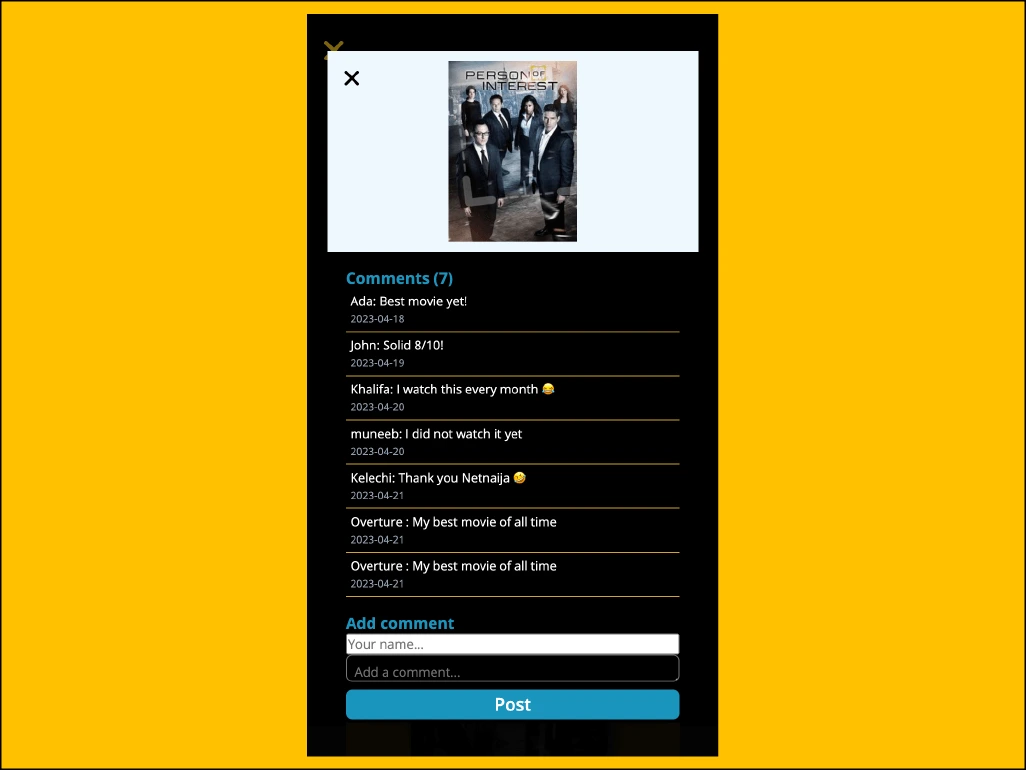 PERSON OF
INTEREST
Comments (7)
Ada: Best movie yet!
2023-04-18
John: Solid 8/10!
2023-04-19
Khalifa: I watch this every month 😂
2023-04-20
muneeb: I did not watch it yet
2023-04-20
Kelechi: Thank you Netnaija 🤣
2023-04-21
Overture : My best movie of all time
2023-04-21
Overture : My best movie of all time
2023-04-21
Add comment
Your name...
Add a comment...
Post